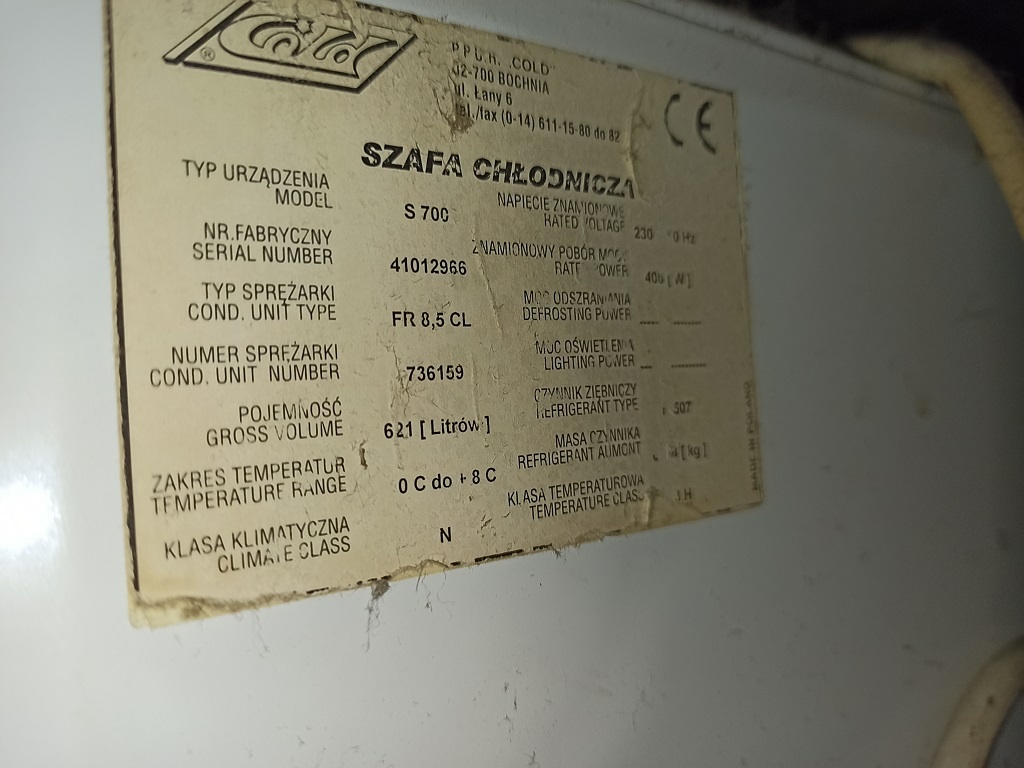 Cold
®
P.P.U.H. „COLD"
32-700 BOCHNIA
ul. Łany 6
tel./fax (0-14) 611-15-80 do 82
CE
SZAFA CHŁODNICZA
TYP URZĄDZENIA
MODEL
S 700
NR.FABRYCZNY
SERIAL NUMBER
41012966
TYP SPRĘŻARKI
COND. UNIT TYPE
FR 8,5 CL
NUMER SPRĘŻARKI
COND. UNIT NUMBER
736159
POJEMNOŚĆ
GROSS VOLUME
621 [ Litrów ]
ZAKRES TEMPERATUR
TEMPERATURE RANGE
0 C do + 8 C
KLASA KLIMATYCZNA
CLIMATE CLASS
N
NAPIĘCIE ZNAMIONOWE
RATED VOLTAGE
230 Hz
ZNAMIONOWY POBÓR MOCY
RATED POWER
[ W ]
MOC ODSZRANIANIA
DEFROSTING POWER
MOC OŚWIETLENIA
LIGHTING POWER
CZYNNIK ZIĘBNICZY
REFRIGERANT TYPE
507
MASA CZYNNIKA
REFRIGERANT AUMONT
[ kg ]
KLASA TEMPERATUROWA
TEMPERATURE CLASS
H
MADE IN POLAND